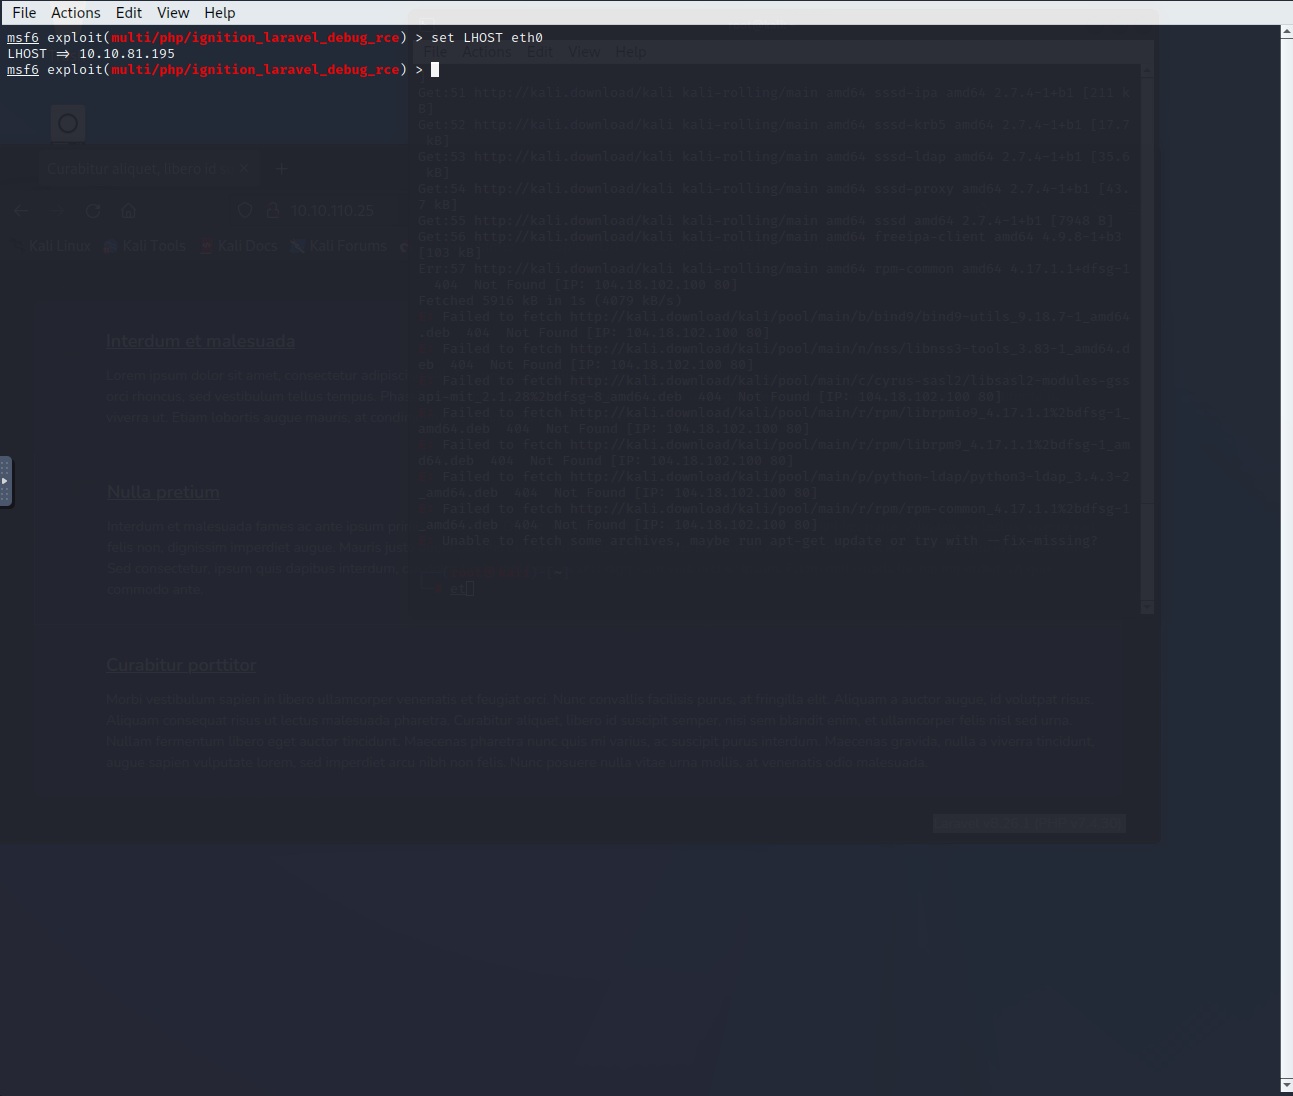 File Actions Edit View Help
msf6 exploit(multi/php/ignition_laravel_debug_rce) > set LHOST eth0
LHOST => 10.10.81.195
msf6 exploit(multi/php/ignition_laravel_debug_rce) >
File Actions Edit View Help
Get:51 http://kali.download/kali kali-rolling/main amd64 sssd-ipa amd64 2.7.4-1+b1 [211 k
B]
Get:52 http://kali.download/kali kali-rolling/main amd64 sssd-krb5 amd64 2.7.4-1+b1 [17.7
kB]
Get:53 http://kali.download/kali kali-rolling/main amd64 sssd-ldap amd64 2.7.4-1+b1 [35.6
kB]
Get:54 http://kali.download/kali kali-rolling/main amd64 sssd-proxy amd64 2.7.4-1+b1 [43.
7 kB]
Get:55 http://kali.download/kali kali-rolling/main amd64 sssd amd64 2.7.4-1+b1 [7948 B]
Get:56 http://kali.download/kali kali-rolling/main amd64 freeipa-client amd64 4.9.8-1+b3
[103 kB]
Err:57 http://kali.download/kali kali-rolling/main amd64 rpm-common amd64 4.17.1.1+dfsg-1
404 Not Found [IP: 104.18.102.100 80]
Fetched 5918 kB in 1s (4079 kB/s)
Failed to fetch http://kali.download/kali/pool/main/b/bind9/bind9-utils_9.18.7-1_amd64
.deb 404 Not Found [IP: 104.18.102.100 80]
Failed to fetch http://kali.download/kali/pool/main/n/nss/libnss3-tools_3.83-1_amd64.d
eb 404 Not Found [IP: 104.18.102.100 80]
Failed to fetch http://kali.download/kali/pool/main/c/cyrus-sasl2/libsasl2-modules-gss
api-mit_2.1.28%2bdfsg-8_amd64.deb 404 Not Found [IP: 104.18.102.100 80]
Failed to fetch http://kali.download/kali/pool/main/r/rpm/librpmio9_4.17.1.1%2bdfsg-1_
amd64.deb 404 Not Found [IP: 104.18.102.100 80]
Failed to fetch http://kali.download/kali/pool/main/r/rpm/librpm9_4.17.1.1%2bdfsg-1_am
d64.deb 404 Not Found [IP: 104.18.102.100 80]
Failed to fetch http://kali.download/kali/pool/main/p/python-ldap/python3-ldap_3.4.3-2
_amd64.deb 404 Not Found [IP: 104.18.102.100 80]
Failed to fetch http://kali.download/kali/pool/main/r/rpm/rpm-common_4.17.1.1%2bdfsg-1
_amd64.deb 404 Not Found [IP: 104.18.102.100 80]
Unable to fetch some archives, maybe run apt-get update or try with --fix-missing?
et
Curabitur aliquet, libero id
10.10.110.25
Kali Linux Kali Tools Kali Docs Kali Forums
Interdum et malesuada
Lorem ipsum dolor sit amet, consectetur adipisc
orci rhoncus, sed vestibulum tellus tempus. Pha
viverra ut. Etiam lobortis augue mauris, at condi
Nulla pretium
Interdum et malesuada fames ac ante ipsum
felis non, dignissim imperdiet augue. Mauris just
Sed consectetur, ipsum quis dapibus interdum,
commodo ante.
Curabitur porttitor
Morbi vestibulum sapien in libero ullamcorper venenatis et feugiat orci. Nunc convallis facilisis purus, at fringilla elit. Aliquam a auctor augue, id volutpat risus.
Aliquam consequat risus ut lectus malesuada pharetra. Curabitur aliquet, libero id suscipit semper, nisi sem blandit enim, et ullamcorper felis nisl sed urna.
Nullam fermentum libero eget auctor tincidunt. Maecenas pharetra nunc quis mi varius, ac suscipit purus interdum. Maecenas gravida, nulla a viverra tincidunt,
augue sapien vulputate lorem, sed imperdiet arcu nibh non felis. Nunc posuere nulla vitae urna mollis, at venenatis odio malesuada.